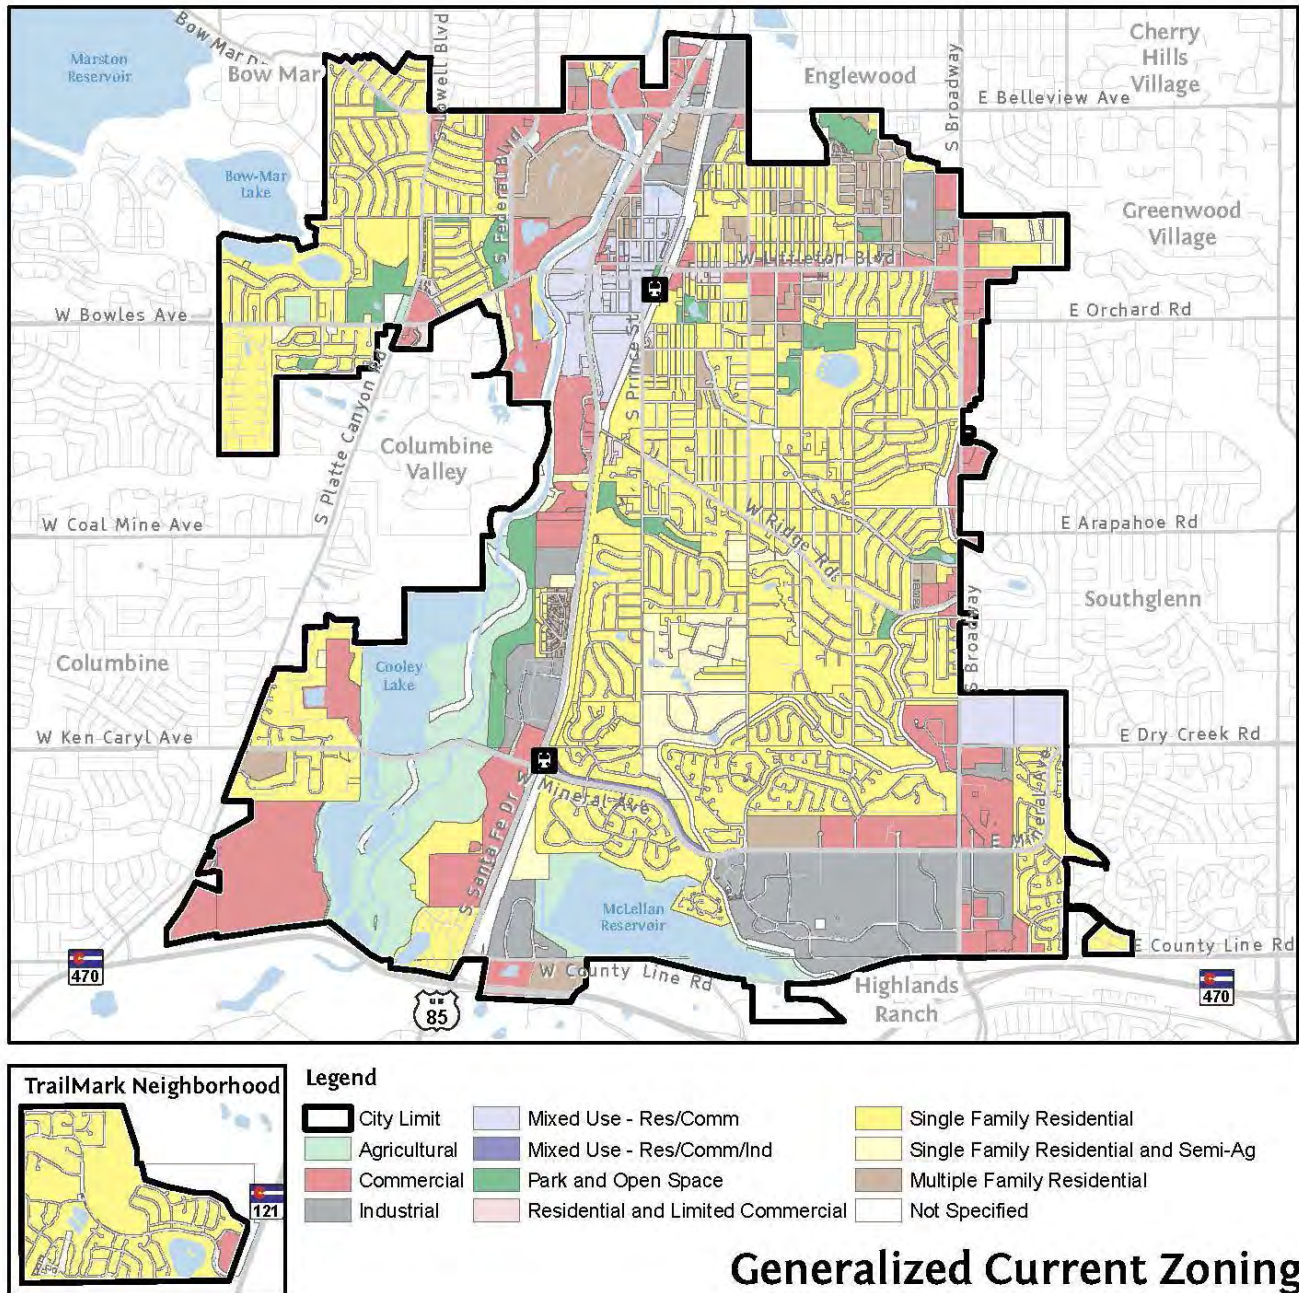 Bow Mar Dr
S Lowell Blvd
S Broadway
Cherry
Hills
Village
Marston
Reservoir
Bow Mar
Englewood
E Belleview Ave
S Federal Blvd
Bow-Mar
Lake
Greenwood
Village
W Littleton Blvd
W Bowles Ave
E Orchard Rd
S Prince St
S Platte Canyon Rd
Columbine
Valley
W Coal Mine Ave
W Ridge Rd
E Arapahoe Rd
Southglenn
S Broadway
Columbine
Cooley
Lake
W Ken Caryl Ave
E Dry Creek Rd
W Mineral Ave
E Mineral Ave
S Santa Fe Dr
McLellan
Reservoir
E County Line Rd
W County Line Rd
470
470
US
85
Highlands
Ranch
TrailMark Neighborhood
121
Legend
City Limit
Agricultural
Commercial
Industrial
Mixed Use - Res/Comm
Mixed Use - Res/Comm/Ind
Park and Open Space
Residential and Limited Commercial
Single Family Residential
Single Family Residential and Semi-Ag
Multiple Family Residential
Not Specified
Generalized Current Zoning